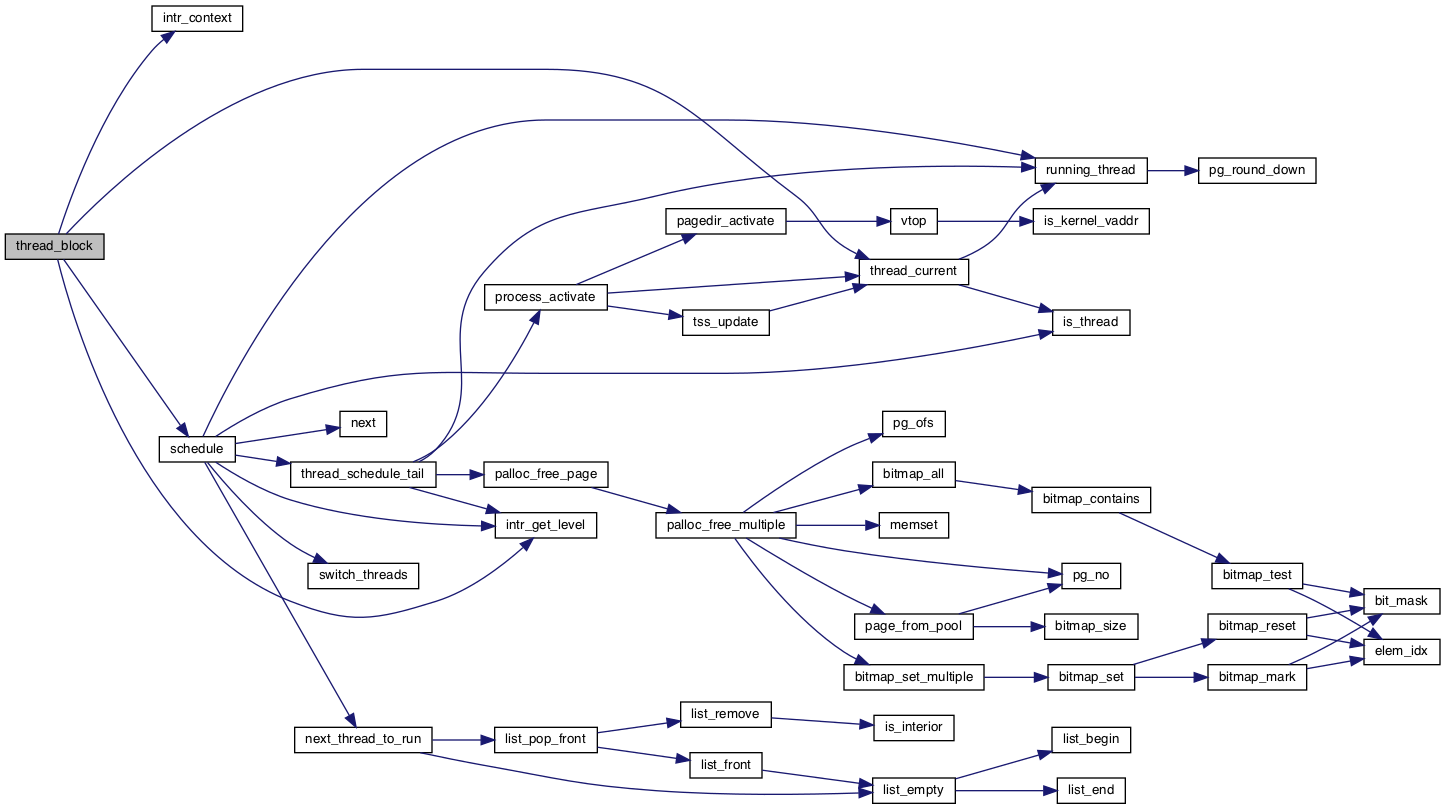 intr_context
running_thread
pg_round_down
pagedir_activate
vtop
is_kernel_vaddr
thread_block
thread_current
process_activate
tss_update
is_thread
next
pg_ofs
schedule
thread_schedule_tail
palloc_free_page
bitmap_all
bitmap_contains
intr_get_level
palloc_free_multiple
memset
switch_threads
pg_no
bitmap_test
bit_mask
page_from_pool
bitmap_size
bitmap_reset
elem_idx
bitmap_set_multiple
bitmap_set
bitmap_mark
list_remove
is_interior
next_thread_to_run
list_pop_front
list_begin
list_front
list_empty
list_end